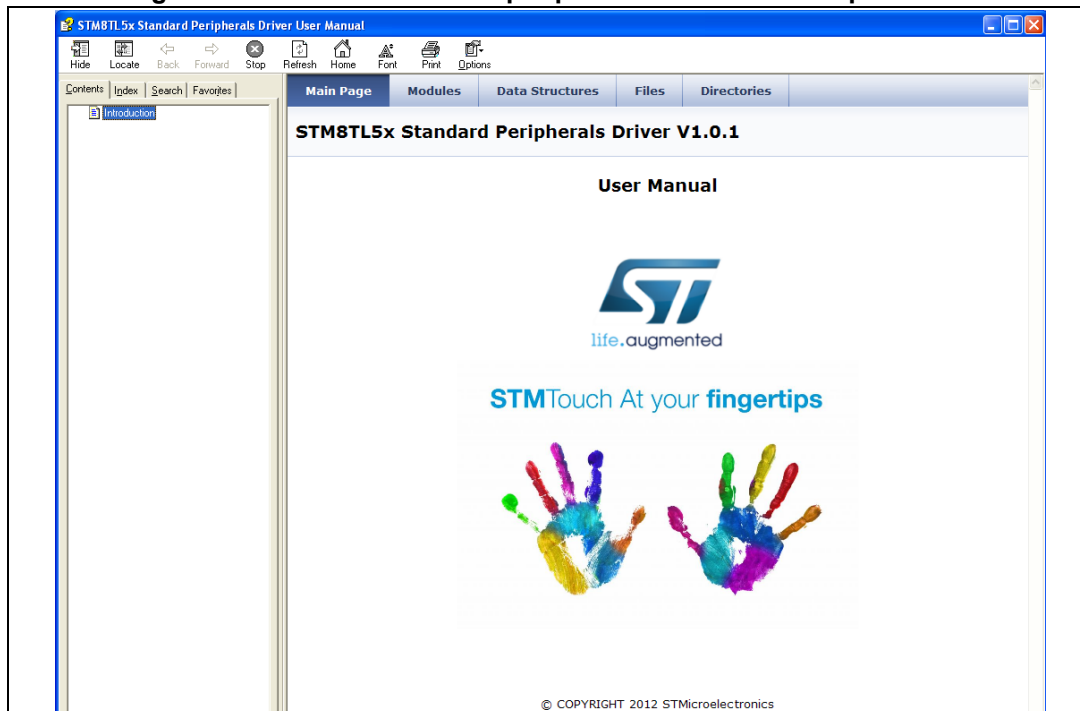 STM8TL5x Standard Peripherals Driver User Manual
Hide Locate Back Forward Stop Refresh Home Font Print Options
Contents Index Search Favorites
Introduction
Main Page Modules Data Structures Files Directories
STM8TL5x Standard Peripherals Driver V1.0.1
User Manual
ST
life.augmented
STMTouch At your fingertips
© COPYRIGHT 2012 STMicroelectronics